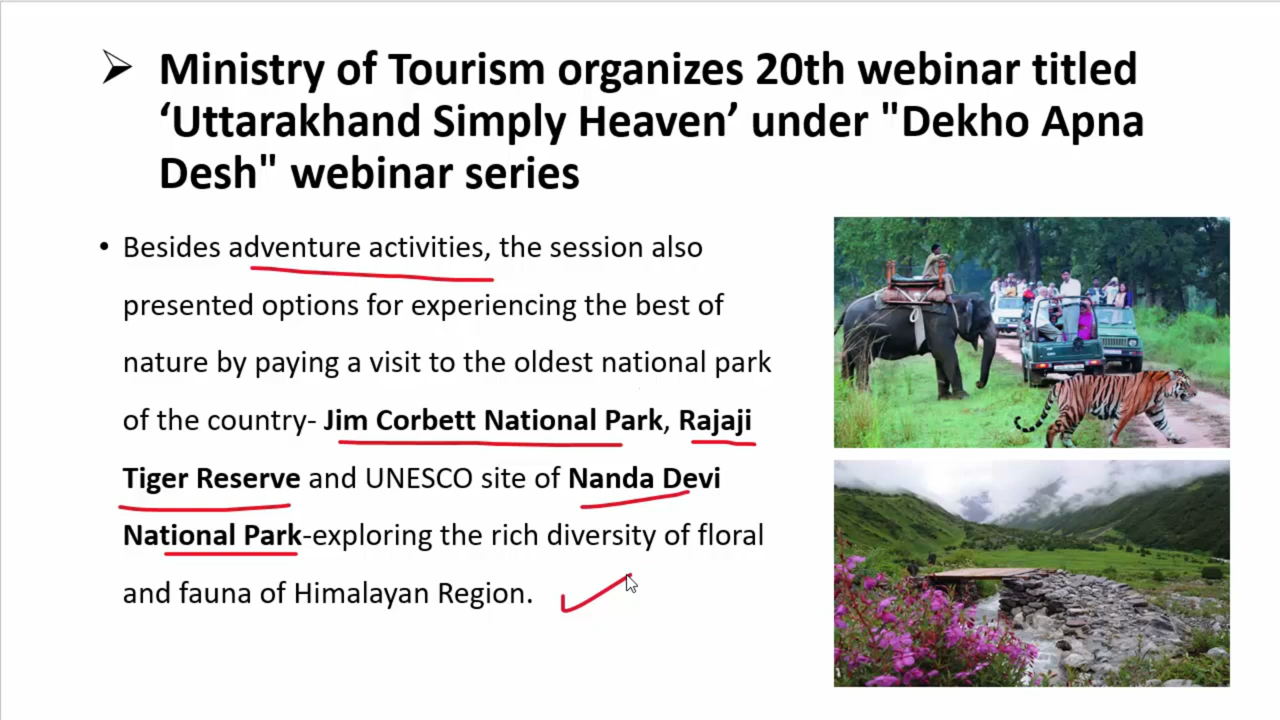 ➢ Ministry of Tourism organizes 20th webinar titled
‘Uttarakhand Simply Heaven’ under "Dekho Apna
Desh" webinar series
• Besides adventure activities, the session also
presented options for experiencing the best of
nature by paying a visit to the oldest national park
of the country- Jim Corbett National Park, Rajaji
Tiger Reserve and UNESCO site of Nanda Devi
National Park-exploring the rich diversity of floral
and fauna of Himalayan Region.